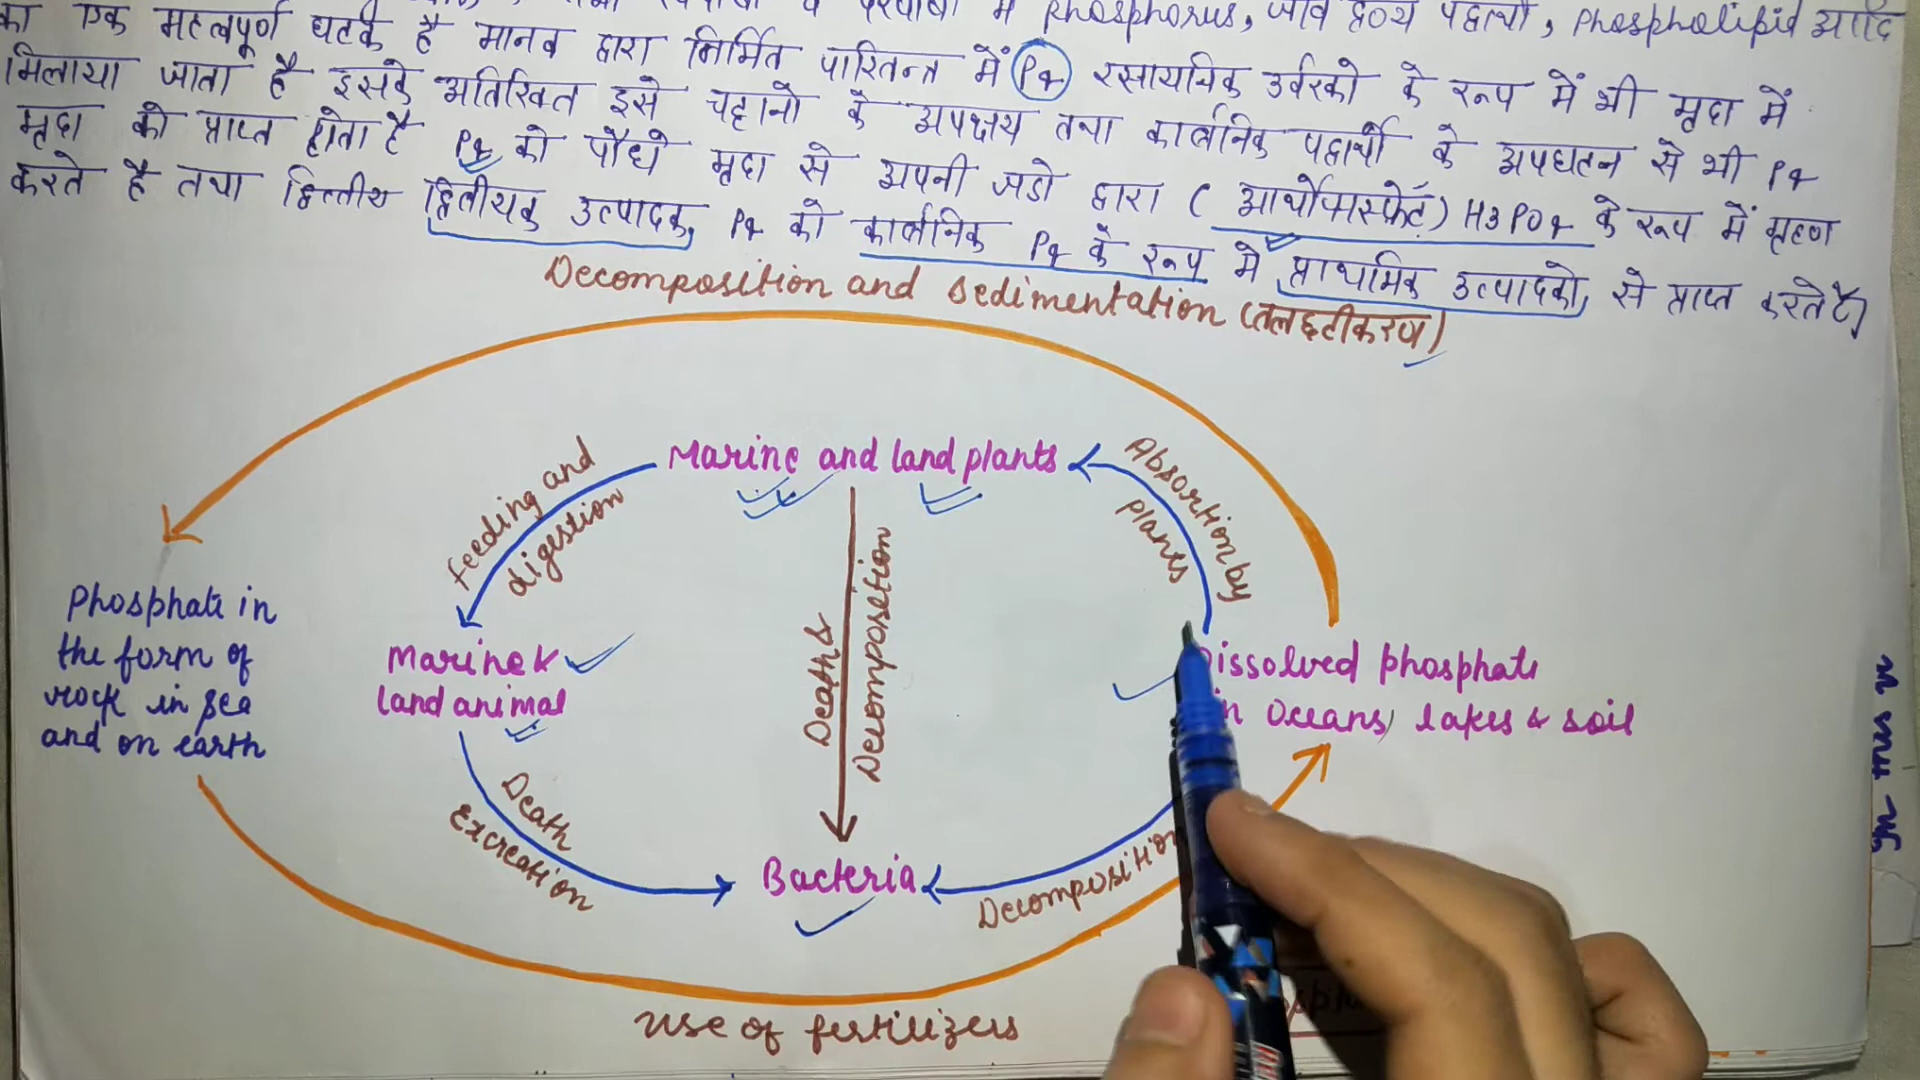 में Phosphorus, जीव द्रव्य पदार्थो, Phospholipid आदि
का एक महत्वपूर्ण घटक है मानव द्वारा निर्मित पारितन्त्र में P4 रसायनिक उर्वरको के रूप में भी मृदा में
मिलाया जाता है इसके अतिरिक्त इसे चट्टानो के अपक्षय तथा कार्बनिक पदार्थो के अपघटन से भी P4
मृदा को प्राप्त होता है P4 को पौधे मृदा से अपनी जडो द्वारा (आर्थोफास्फेट) H3PO4 के रूप में ग्रहण
करते है तथा द्वितीय द्वितीयक उत्पादक, P4 को कार्बनिक P4 के रूप मे प्राथमिक उत्पादको, से प्राप्त करते है
Decomposition and Sedimentation (तलछटीकरण)
Marine and land plants
Absortion by
plants
Feeding and
digestion
Death &
Decomposition
Phosphate in
the form of
rock in sea
and on earth
Marine &
land animal
Dissolved phosphate
in Oceans, lakes & soil
Death
Excreation
Bacteria
Decomposition
use of fertilizers